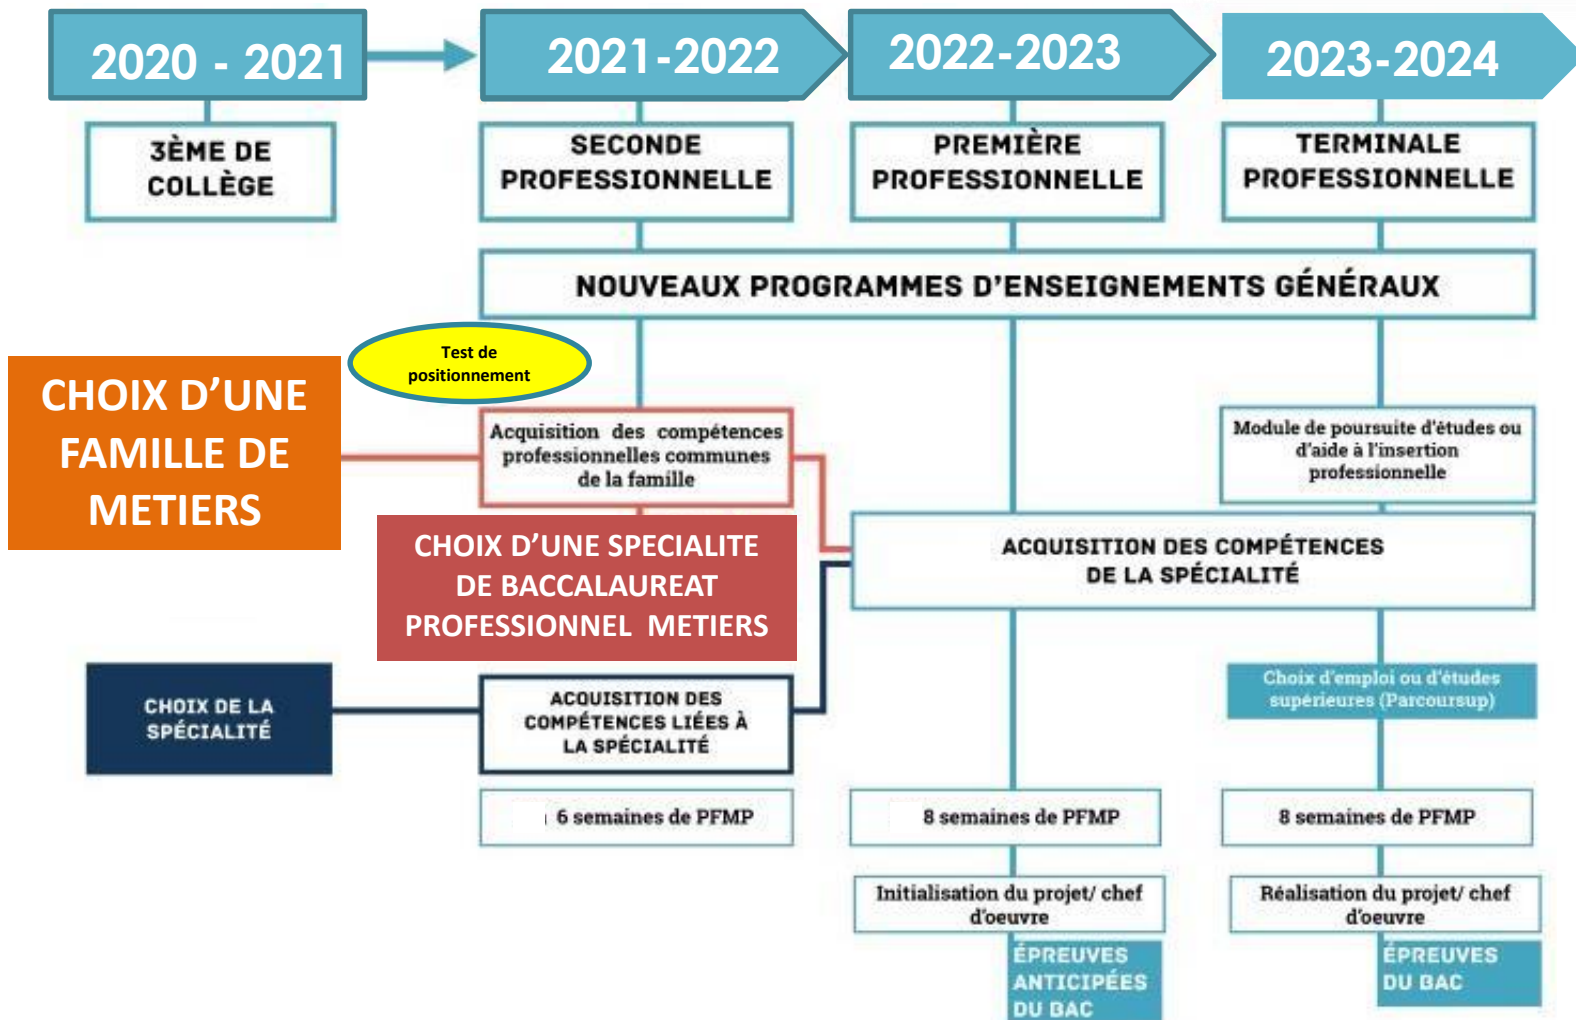 2020 - 2021
2021-2022
2022-2023
2023-2024
3ÈME DE
COLLÈGE
SECONDE
PROFESSIONNELLE
PREMIÈRE
PROFESSIONNELLE
TERMINALE
PROFESSIONNELLE
NOUVEAUX PROGRAMMES D'ENSEIGNEMENTS GÉNÉRAUX
Test de
positionnement
CHOIX D'UNE
FAMILLE DE
METIERS
Acquisition des compétences
professionnelles communes
de la famille
Module de poursuite d'études ou
d'aide à l'insertion
professionnelle
CHOIX D'UNE SPECIALITE
DE BACCALAUREAT
PROFESSIONNEL METIERS
ACQUISITION DES COMPÉTENCES
DE LA SPÉCIALITÉ
CHOIX DE LA
SPÉCIALITÉ
ACQUISITION DES
COMPÉTENCES LIÉES À
LA SPÉCIALITÉ
Choix d'emploi ou d'études
supérieures (Parcoursup)
6 semaines de PFMP
8 semaines de PFMP
8 semaines de PFMP
Initialisation du projet/ chef
d'oeuvre
Réalisation du projet/ chef
d'oeuvre
ÉPREUVES
ANTICIPÉES
DU BAC
ÉPREUVES
DU BAC